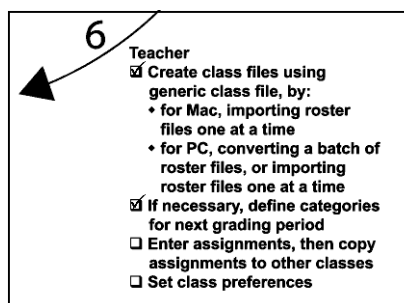 6
Teacher
☑ Create class files using
generic class file, by:
• for Mac, importing roster
files one at a time
• for PC, converting a batch of
roster files, or importing
roster files one at a time
☑ If necessary, define categories
for next grading period
❑ Enter assignments, then copy
assignments to other classes
❑ Set class preferences